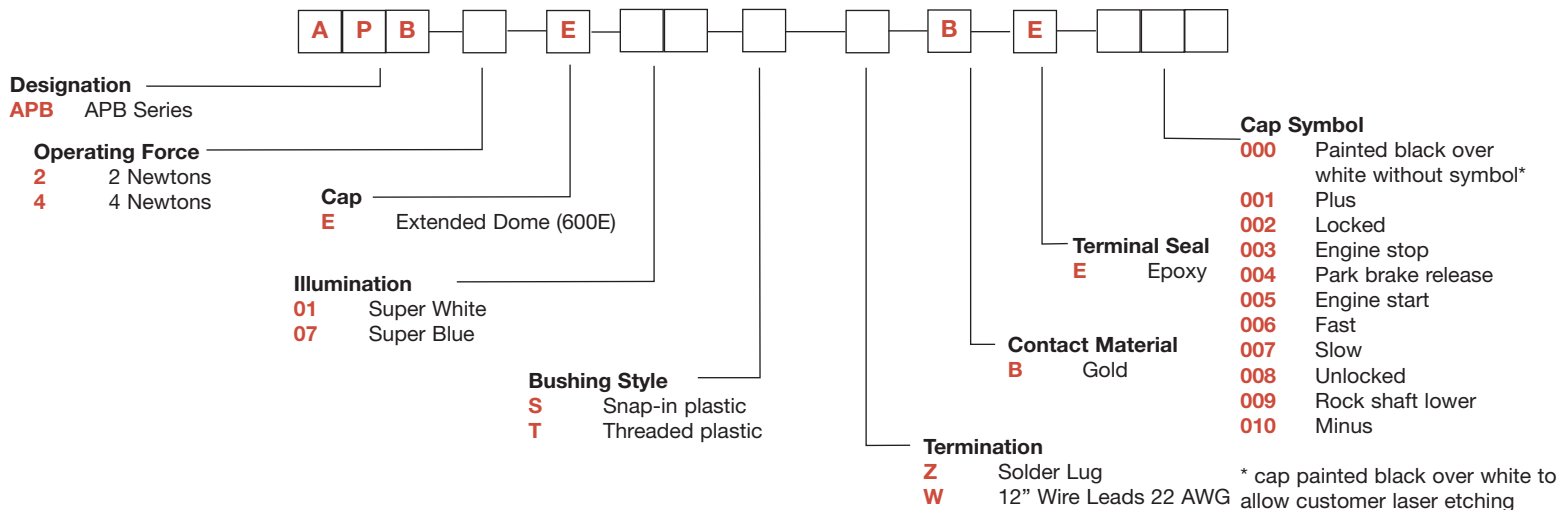 A P B E B E
Designation
APB APB Series
Operating Force
2 2 Newtons
4 4 Newtons
Cap
E Extended Dome (600E)
Illumination
01 Super White
07 Super Blue
Bushing Style
S Snap-in plastic
T Threaded plastic
Termination
Z Solder Lug
W 12” Wire Leads 22 AWG
Contact Material
B Gold
Terminal Seal
E Epoxy
Cap Symbol
000 Painted black over
white without symbol*
001 Plus
002 Locked
003 Engine stop
004 Park brake release
005 Engine start
006 Fast
007 Slow
008 Unlocked
009 Rock shaft lower
010 Minus
* cap painted black over white to
allow customer laser etching